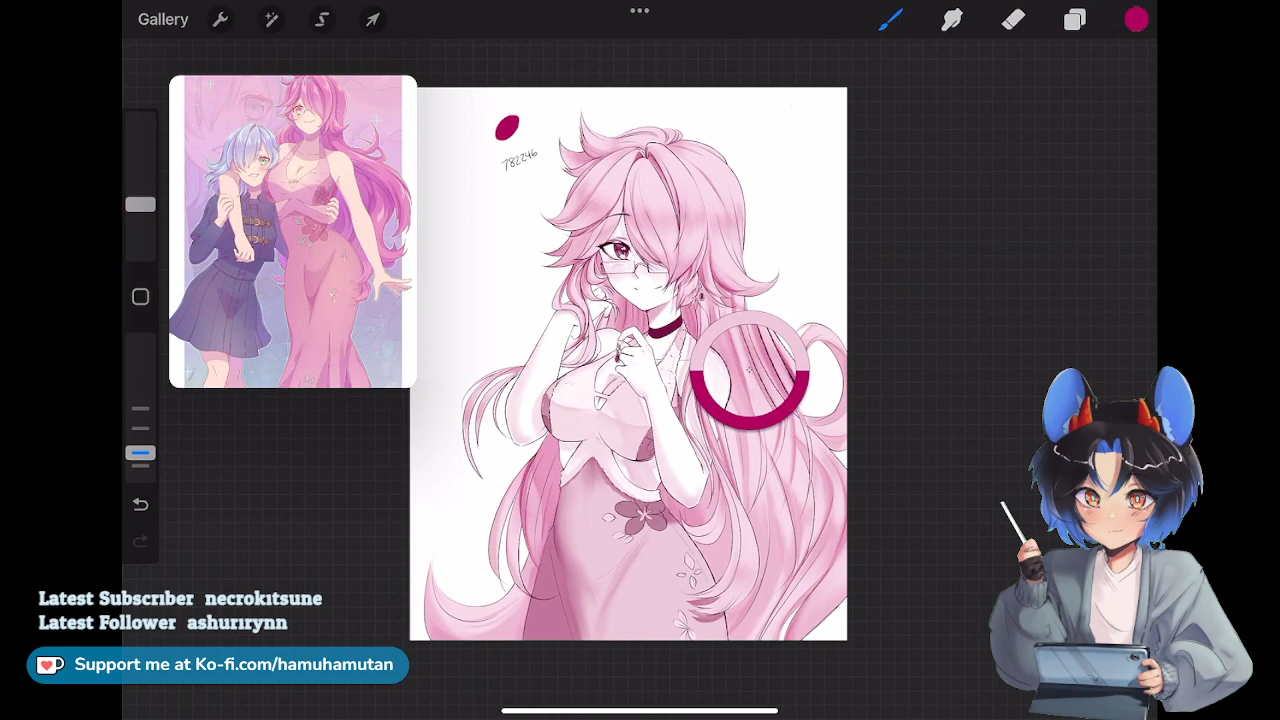 Gallery
782246
Latest Subscriber necrokitsune
Latest Follower ashurirynn
Support me at Ko-fi.com/hamuhamutan